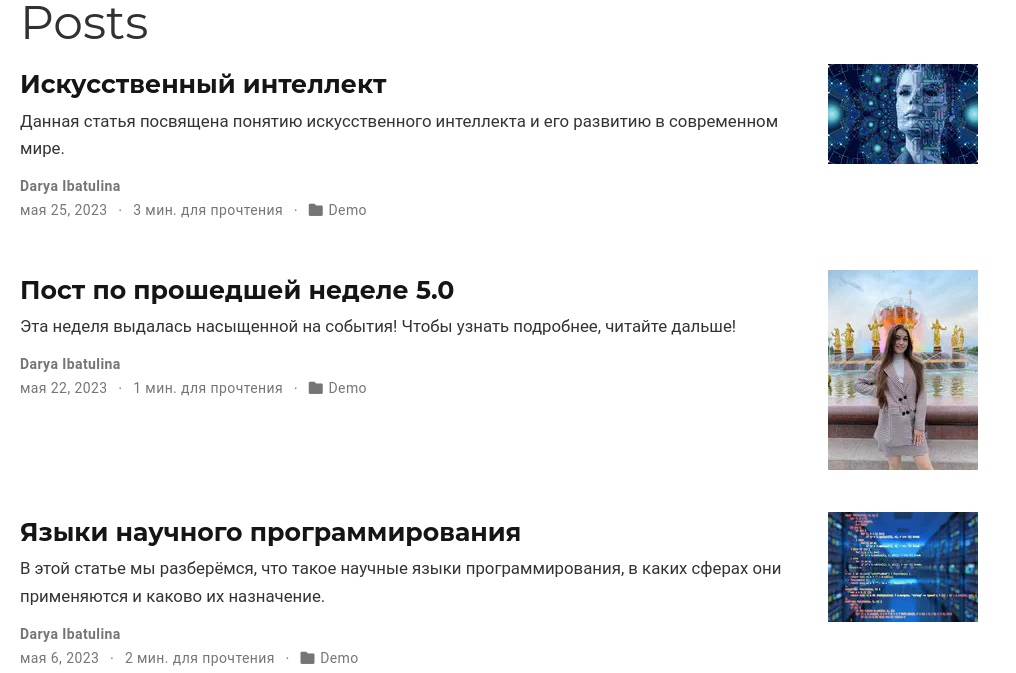 Posts
Искусственный интеллект
Данная статья посвящена понятию искусственного интеллекта и его развитию в современном
мире.
Darya Ibatulina
мая 25, 2023 · 3 мин. для прочтения · Demo
Пост по прошедшей неделе 5.0
Эта неделя выдалась насыщенной на события! Чтобы узнать подробнее, читайте дальше!
Darya Ibatulina
мая 22, 2023 · 1 мин. для прочтения · Demo
Языки научного программирования
В этой статье мы разберёмся, что такое научные языки программирования, в каких сферах они
применяются и каково их назначение.
Darya Ibatulina
мая 6, 2023 · 2 мин. для прочтения · Demo